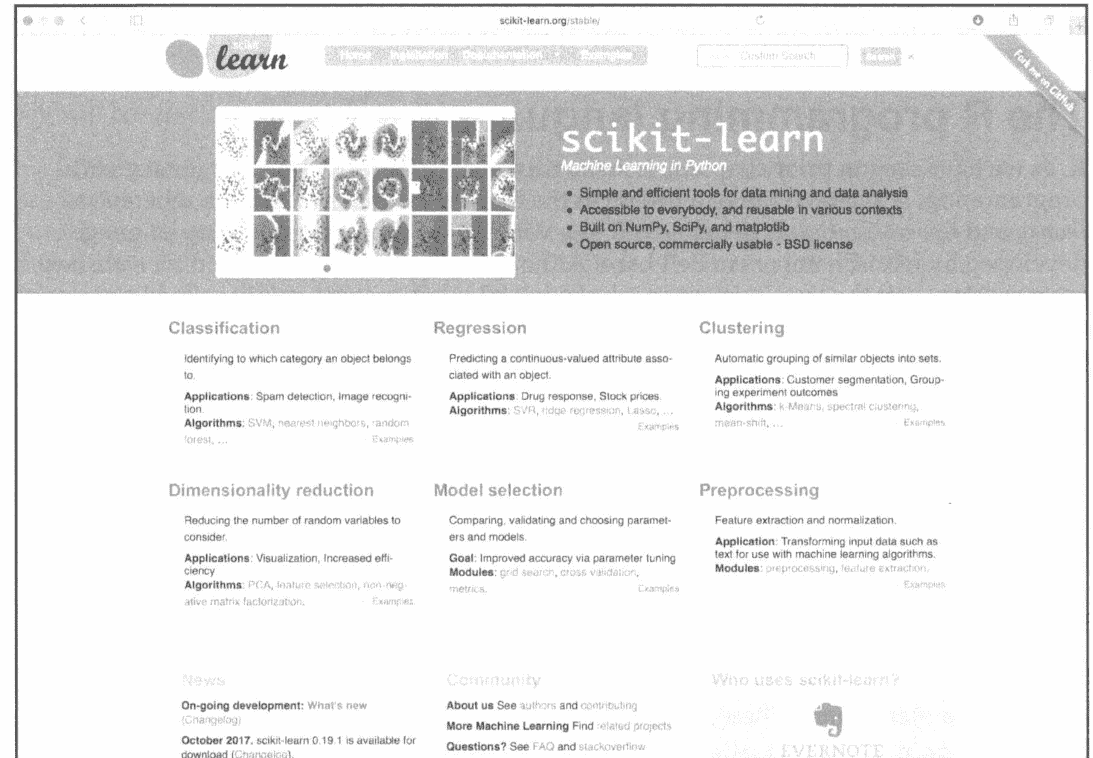 scikit-learn.org/stable/
learn
Custom Search
Fork me on GitHub
scikit-learn
Machine Learning in Python
Simple and efficient tools for data mining and data analysis
Accessible to everybody, and reusable in various contexts
Built on NumPy, SciPy, and matplotlib
Open source, commercially usable - BSD license
Classification
Identifying to which category an object belongs
to.
Applications: Spam detection, Image recogni-
tion.
Algorithms: SVM, nearest neighbors, random
forest, ...
Examples
Regression
Predicting a continuous-valued attribute asso-
ciated with an object.
Applications: Drug response, Stock prices.
Algorithms: SVR, ridge regression, Lasso, ...
Examples
Clustering
Automatic grouping of similar objects into sets.
Applications: Customer segmentation, Group-
ing experiment outcomes
Algorithms: k-Means, spectral clustering,
mean-shift, ...
Examples
Dimensionality reduction
Reducing the number of random variables to
consider.
Applications: Visualization, Increased effi-
ciency
Algorithms: PCA, feature selection, non-neg-
ative matrix factorization.
Examples
Model selection
Comparing, validating and choosing paramet-
ers and models.
Goal: Improved accuracy via parameter tuning
Modules: grid search, cross validation,
metrics.
Examples
Preprocessing
Feature extraction and normalization.
Application: Transforming input data such as
text for use with machine learning algorithms.
Modules: preprocessing, feature extraction.
Examples
News
On-going development: What's new
(Changelog)
October 2017. scikit-learn 0.19.1 is available for
download (Changelog).
Community
About us See authors and contributing
More Machine Learning Find related projects
Questions? See FAQ and stackoverflow
Who uses scikit-learn?
EVERNOTE